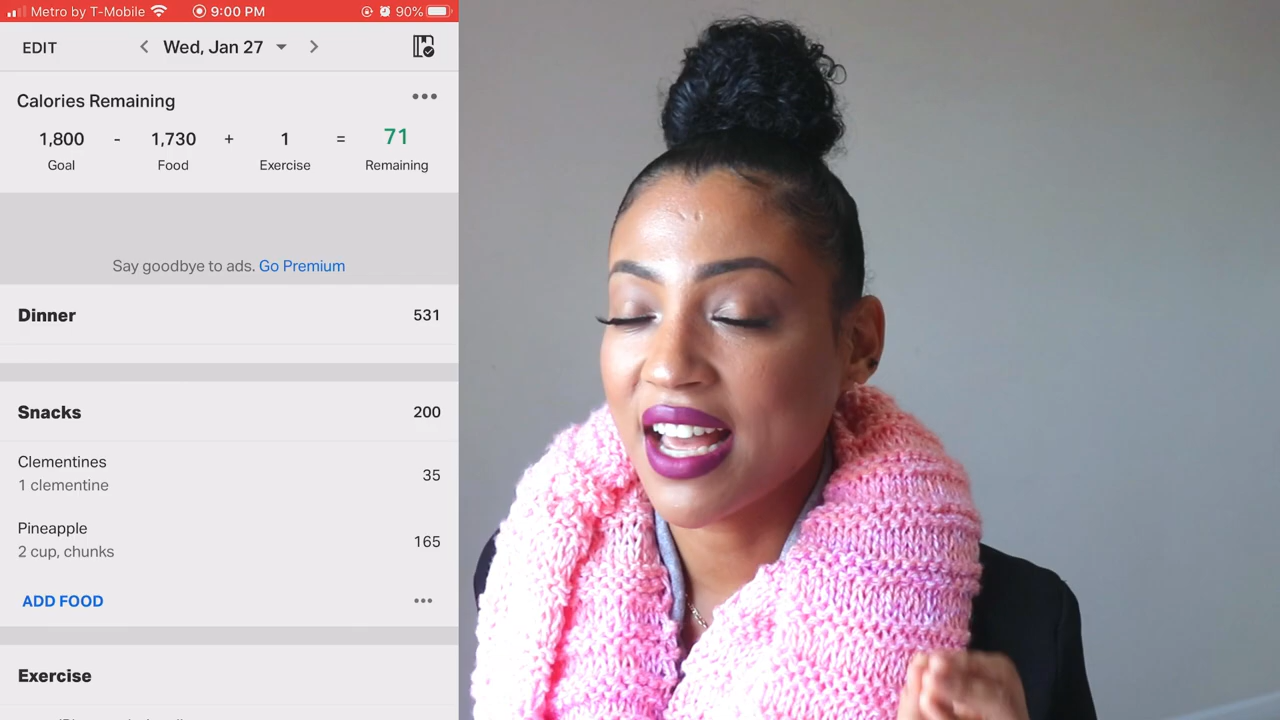 Metro by T-Mobile 9:00 PM 90%
EDIT Wed, Jan 27
Calories Remaining
1,800 - 1,730 + 1 = 71
Goal Food Exercise Remaining
Say goodbye to ads. Go Premium
Dinner 531
Snacks 200
Clementines 35
1 clementine
Pineapple 165
2 cup, chunks
ADD FOOD
Exercise